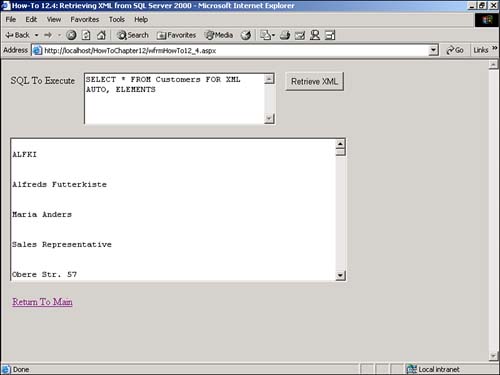 How-To 12.4: Retrieving XML from SQL Server 2000 - Microsoft Internet Explorer
File Edit View Favorites Tools Help
Back Search Favorites Media
Address http://localhost/HowToChapter12/wfrmHowTo12_4.aspx Go Links »
SQL To Execute
SELECT * FROM Customers FOR XML
AUTO, ELEMENTS
Retrieve XML
ALFKI
Alfreds Futterkiste
Maria Anders
Sales Representative
Obere Str. 57
Return To Main
Done Local intranet